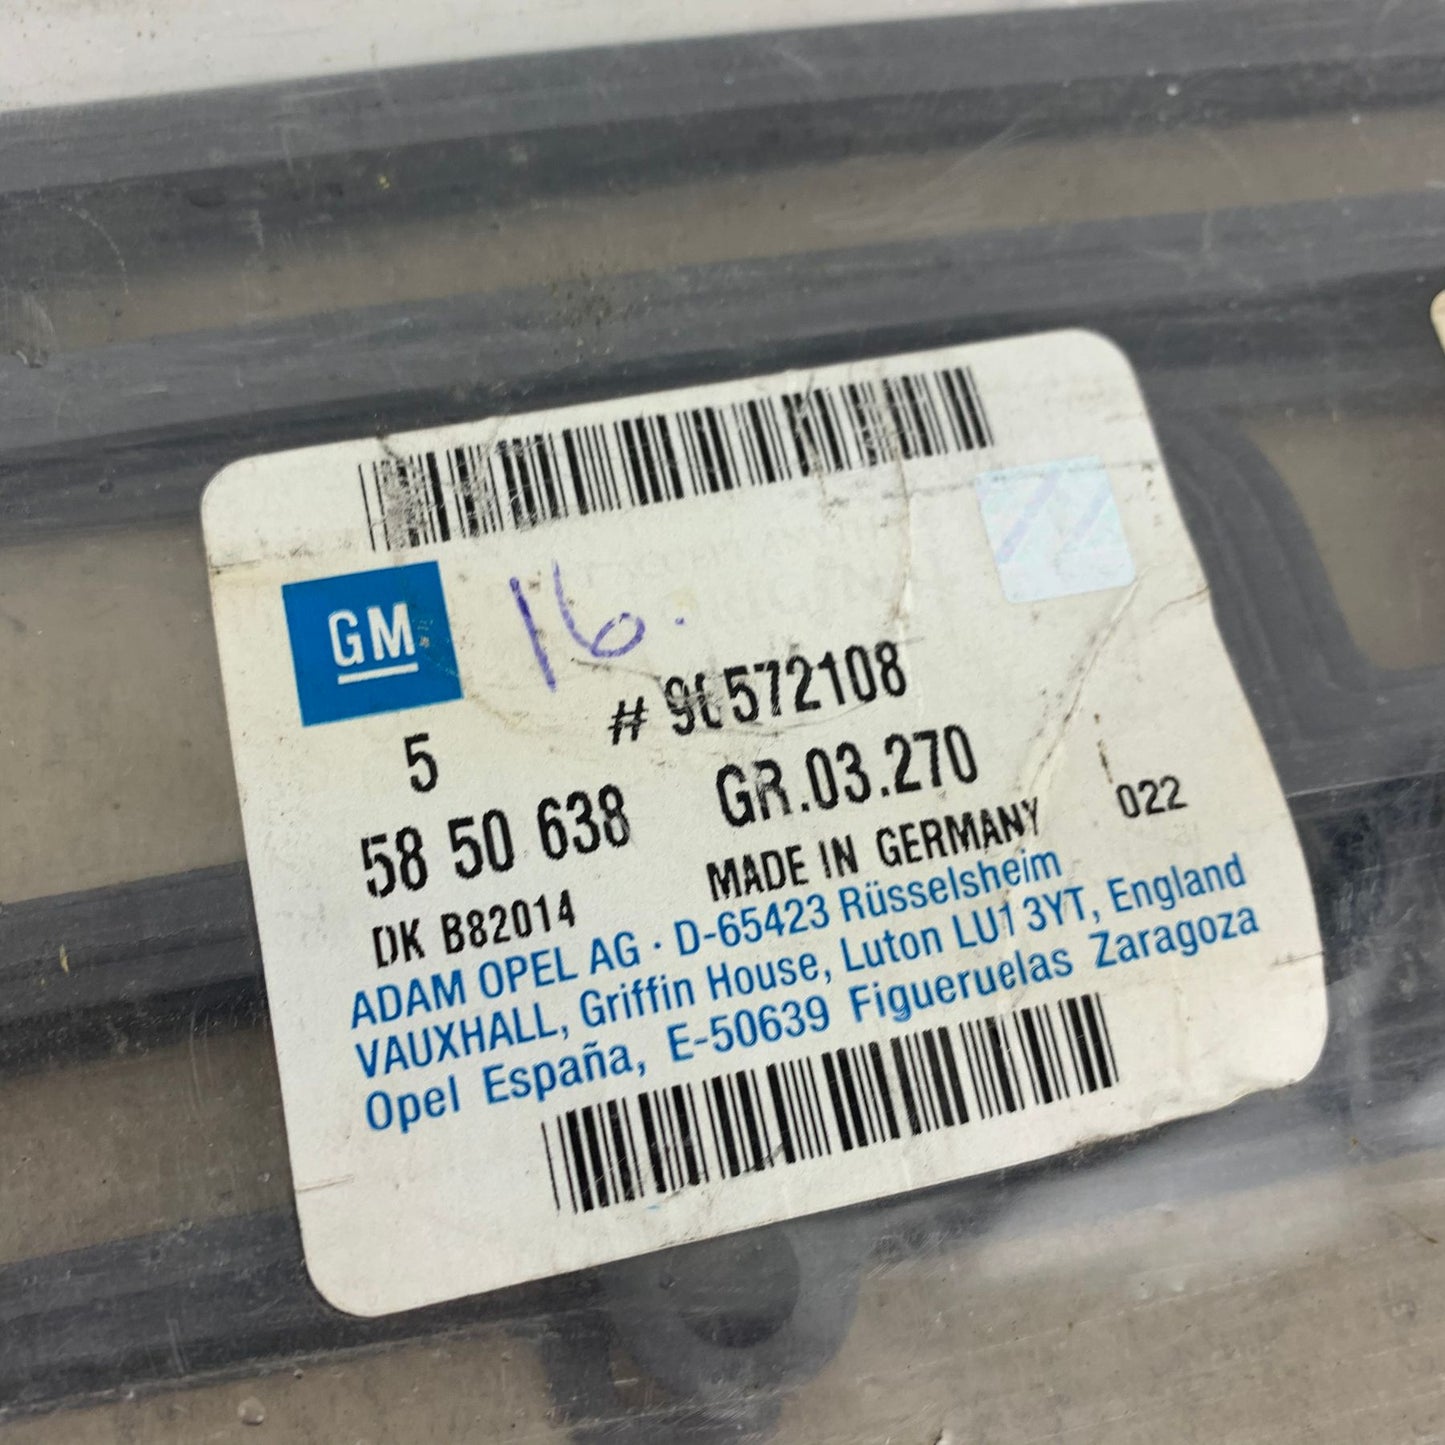 16.
GM
5
# 90572108
58 50 638
GR.03.270
DK B82014
MADE IN GERMANY
022
ADAM OPEL AG · D-65423 Rüsselsheim
VAUXHALL, Griffin House, Luton LU1 3YT, England
Opel España, E-50639 Figueruelas Zaragoza